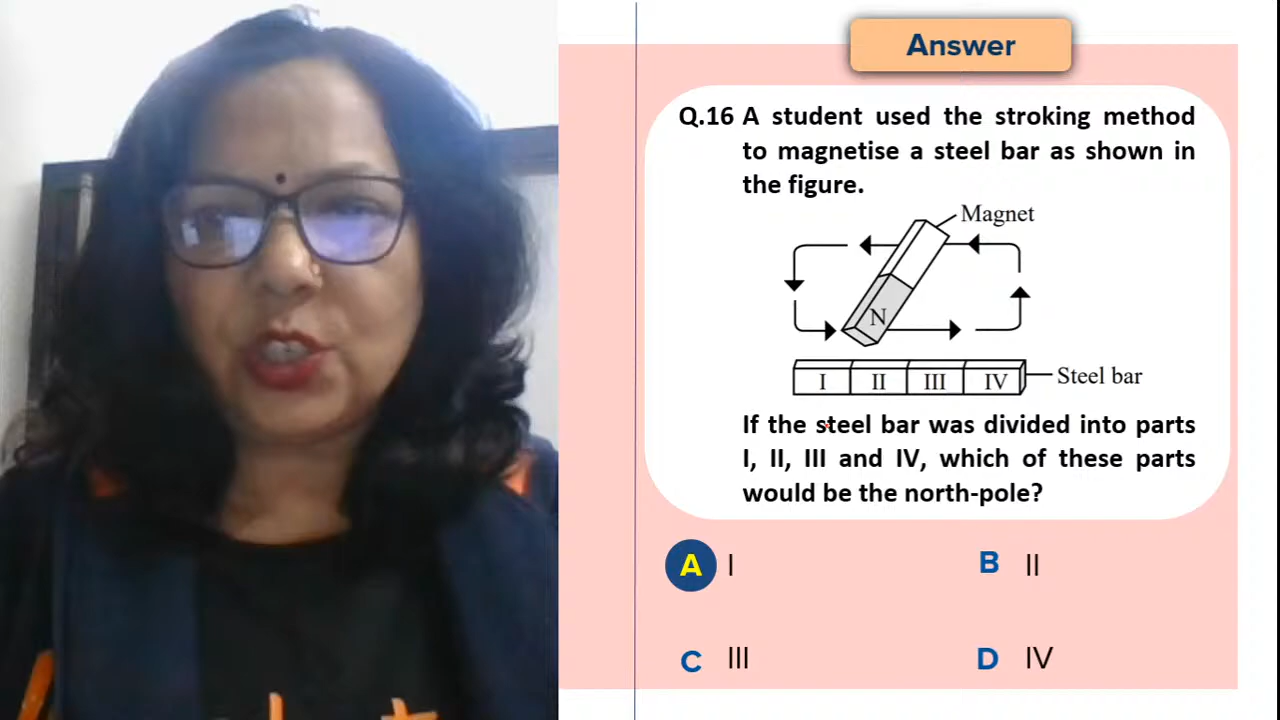 Answer
Q.16 A student used the stroking method
to magnetise a steel bar as shown in
the figure.
Magnet
N
I II III IV
Steel bar
If the steel bar was divided into parts
I, II, III and IV, which of these parts
would be the north-pole?
A I
B II
C III
D IV